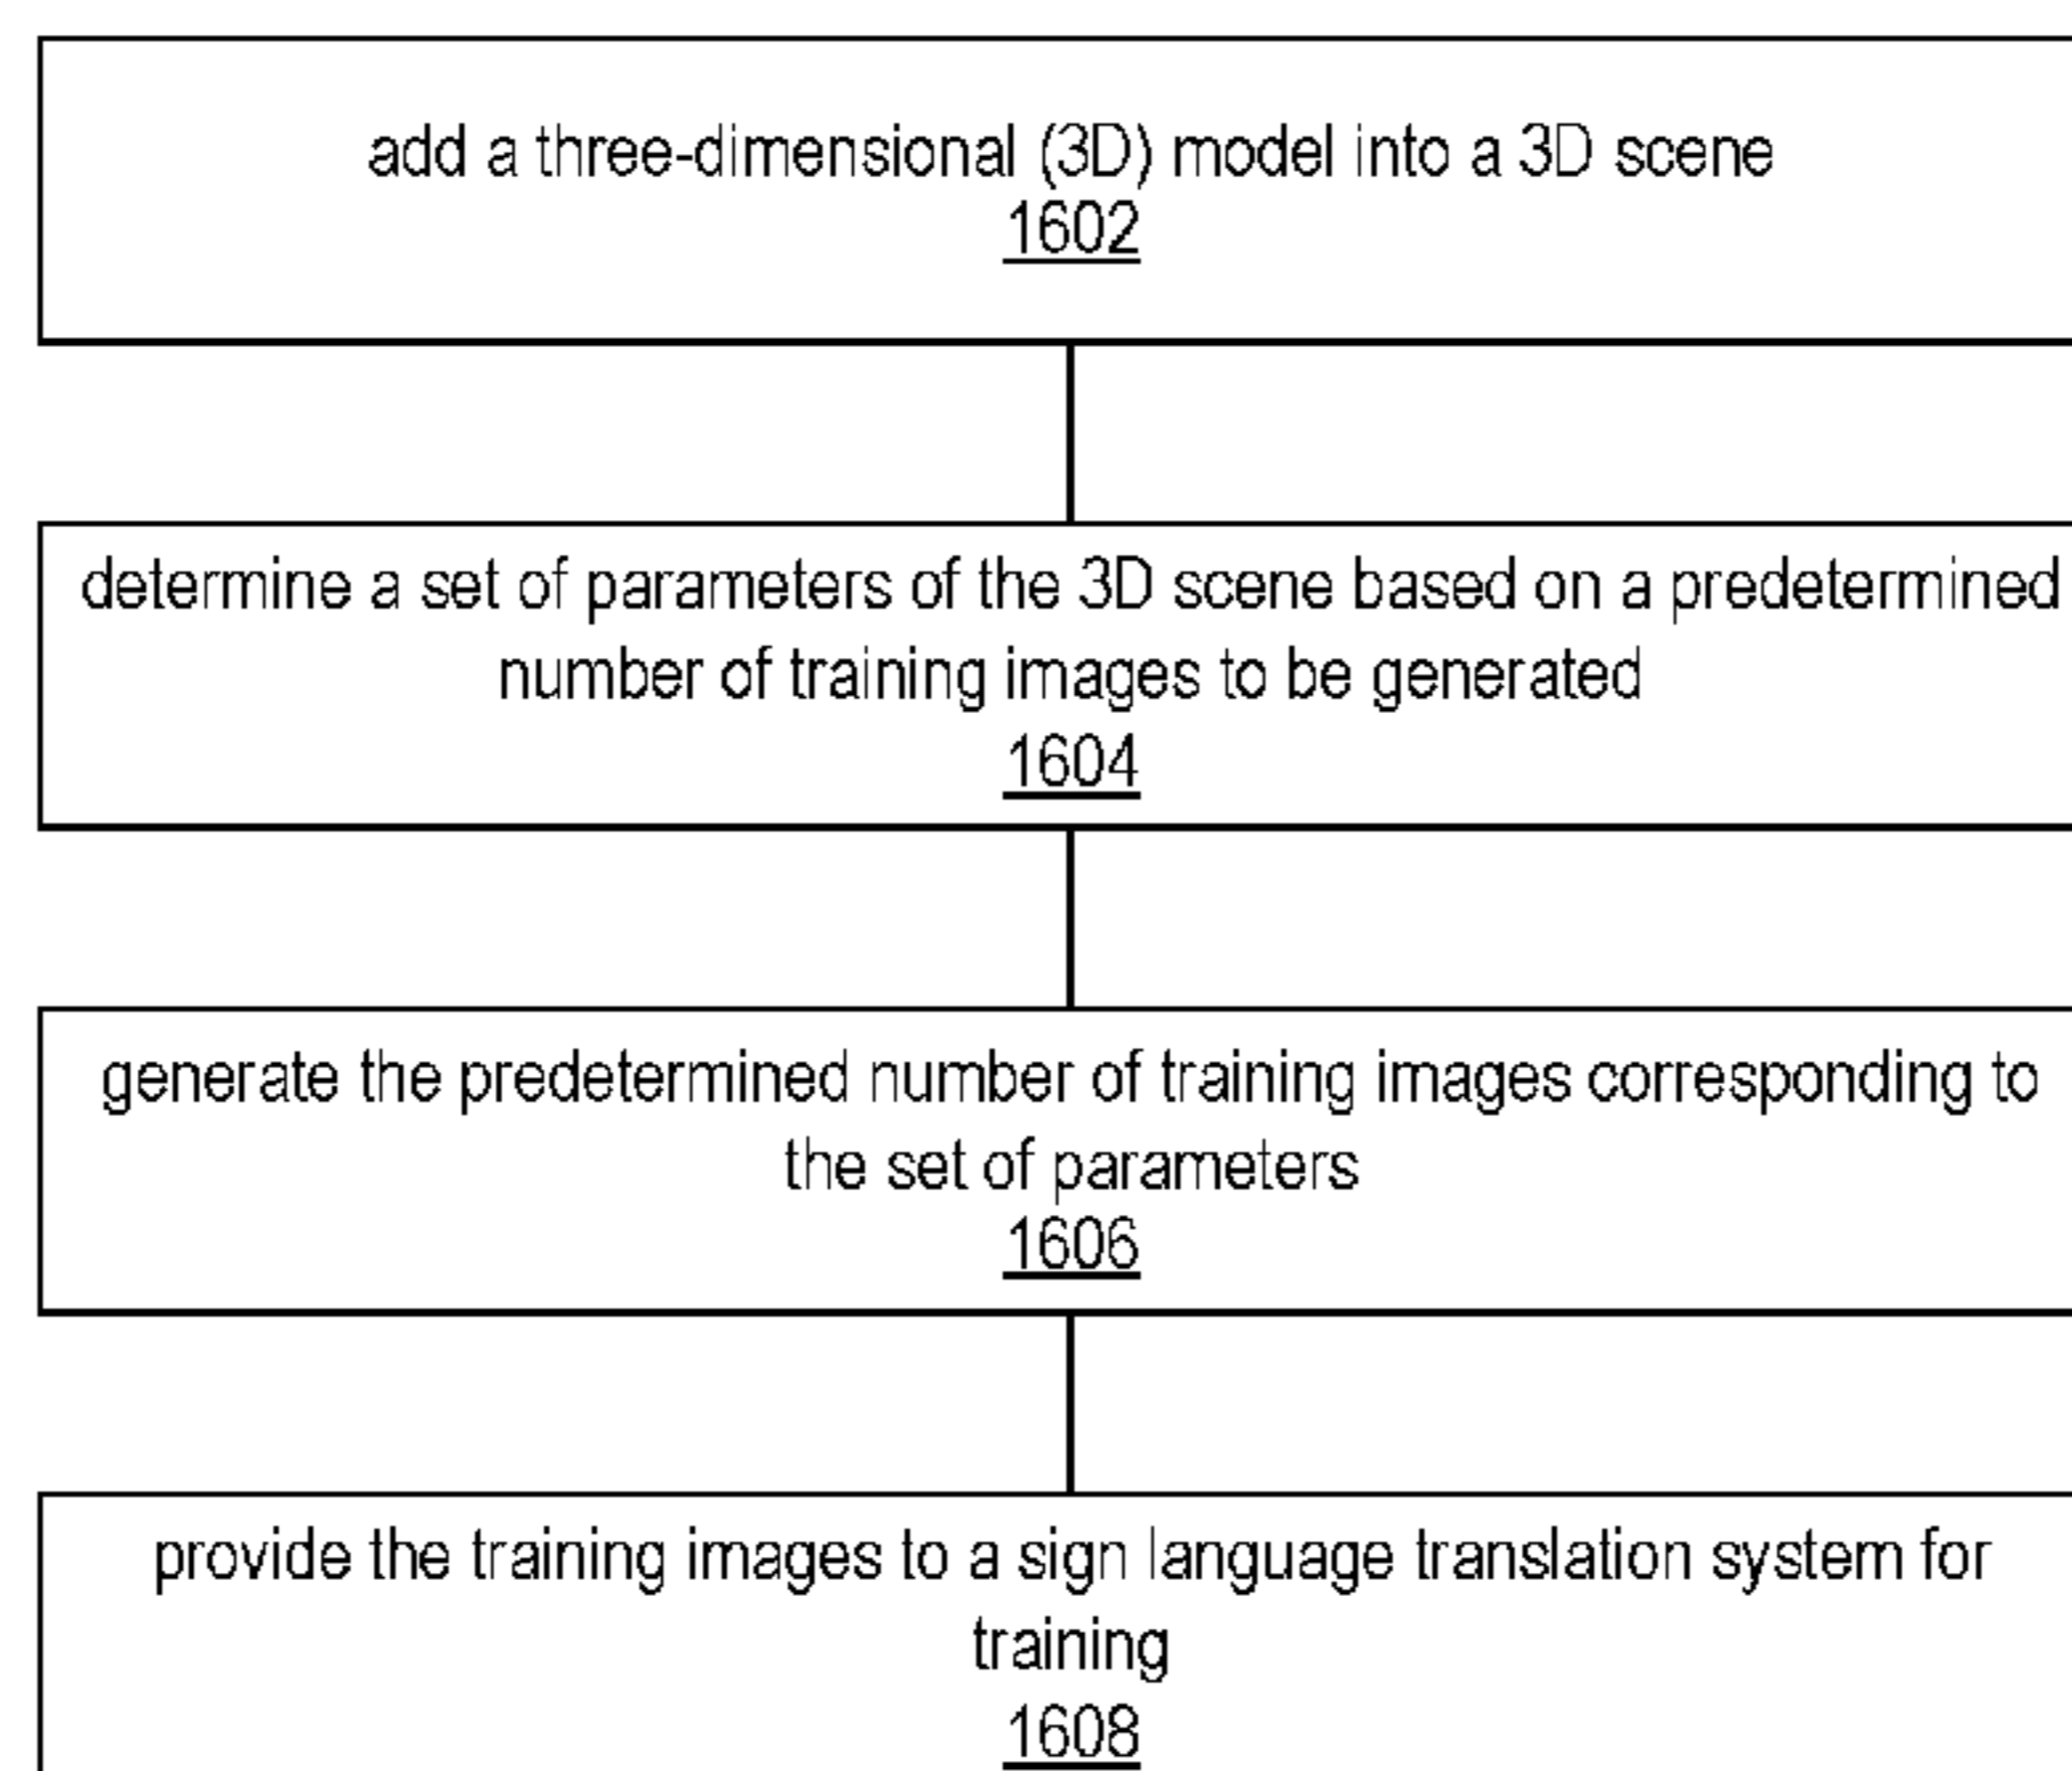 add a three-dimensional (3D) model into a 3D scene
1602
determine a set of parameters of the 3D scene based on a predetermined
number of training images to be generated
1604
generate the predetermined number of training images corresponding to
the set of parameters
1606
provide the training images to a sign language translation system for
training
1608